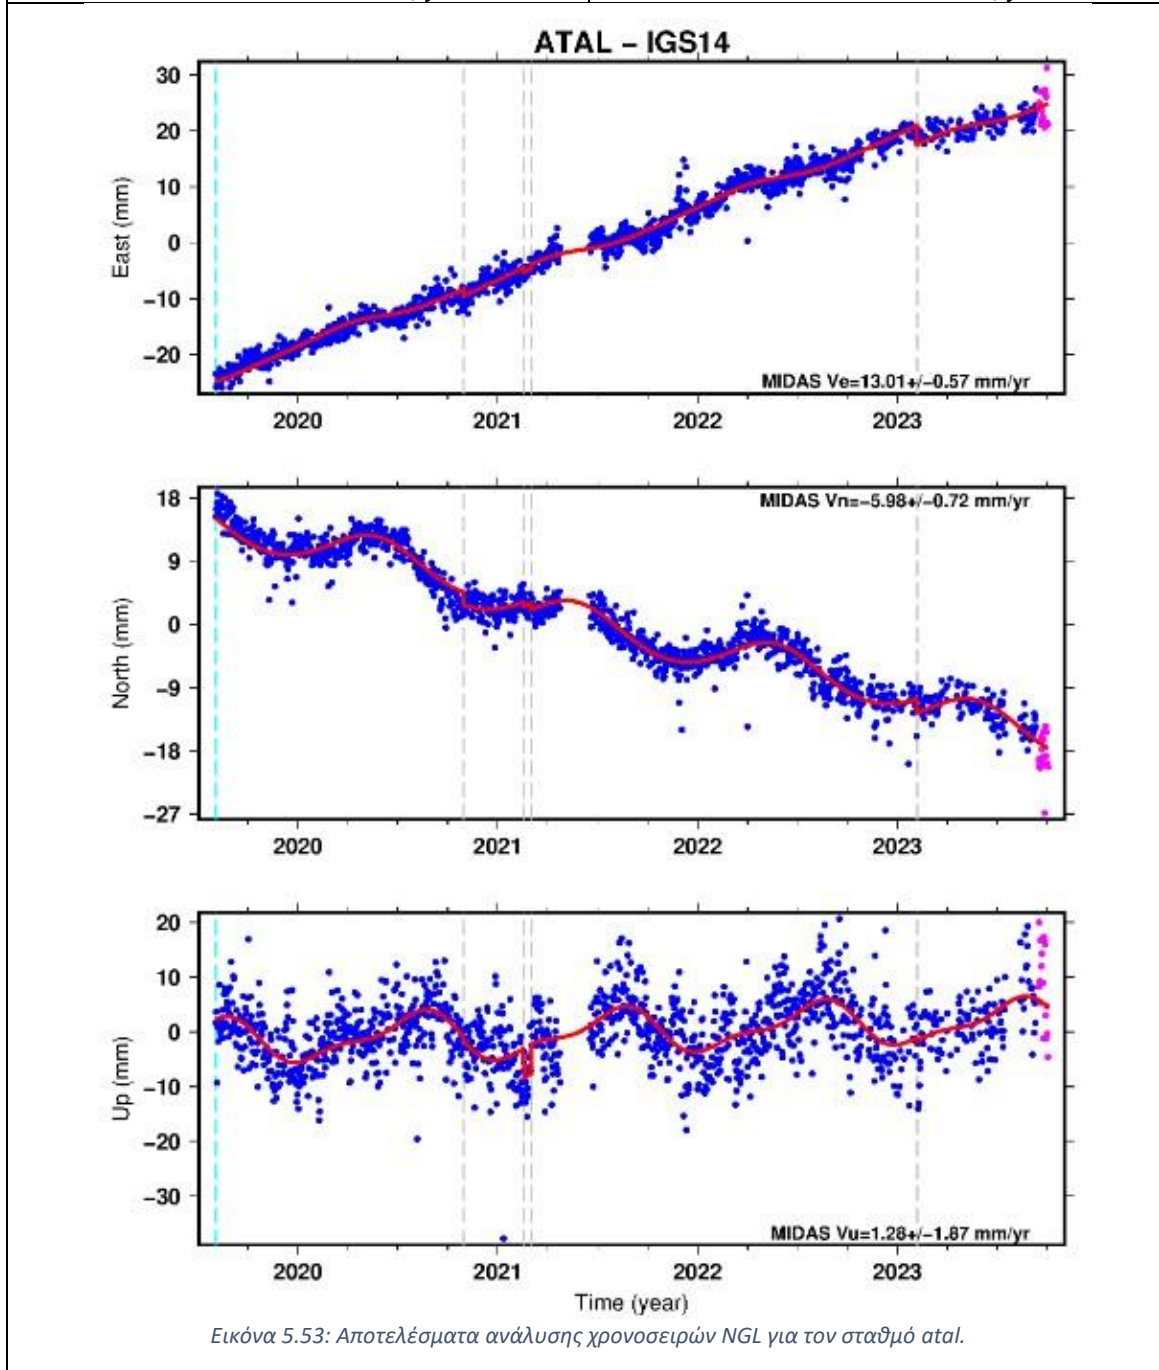 ATAL – IGS14
30
20
10
0
−10
−20
East (mm)
MIDAS Ve=13.01+/−0.57 mm/yr
2020 2021 2022 2023
18
9
0
−9
−18
−27
North (mm)
MIDAS Vn=−5.98+/−0.72 mm/yr
2020 2021 2022 2023
20
10
0
−10
−20
−30
Up (mm)
MIDAS Vu=1.28+/−1.87 mm/yr
2020 2021 2022 2023
Time (year)
Εικόνα 5.53: Αποτελέσματα ανάλυσης χρονοσειρών NGL για τον σταθμό atal.